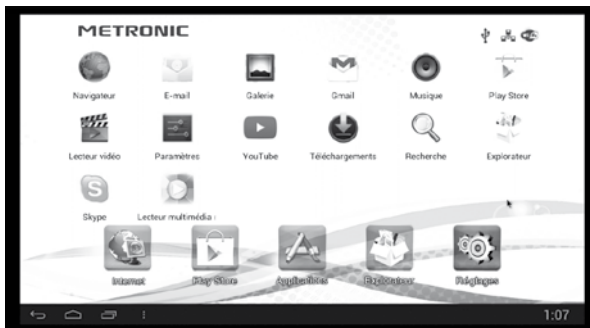 METRONIC
Navigateur E-mail Galerie Gmail Musique Play Store
Lecteur vidéo Paramètres YouTube Téléchargements Recherche Explorateur
Skype Lecteur multimédia
Internet Play Store Applications Explorateur Réglages
1:07